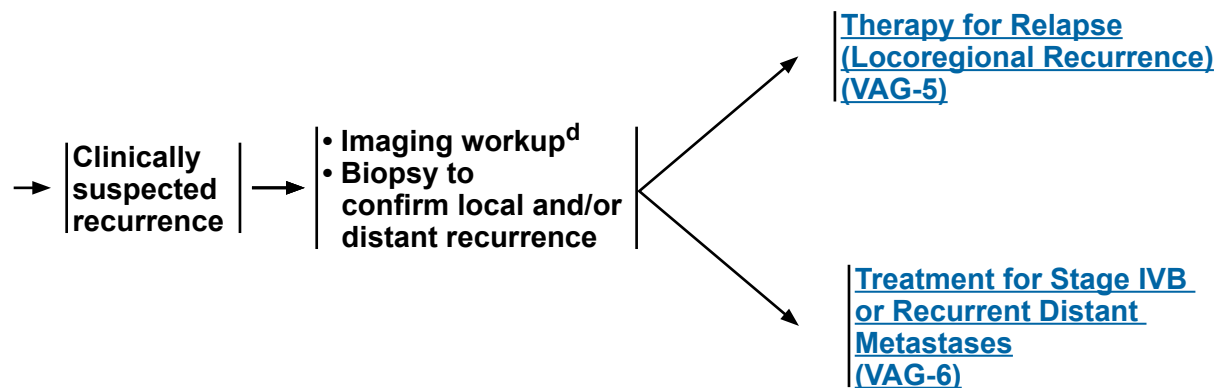 Clinically
suspected
recurrence
• Imaging workupᵈ
• Biopsy to
confirm local and/or
distant recurrence
Therapy for Relapse
(Locoregional Recurrence)
(VAG-5)
Treatment for Stage IVB
or Recurrent Distant
Metastases
(VAG-6)